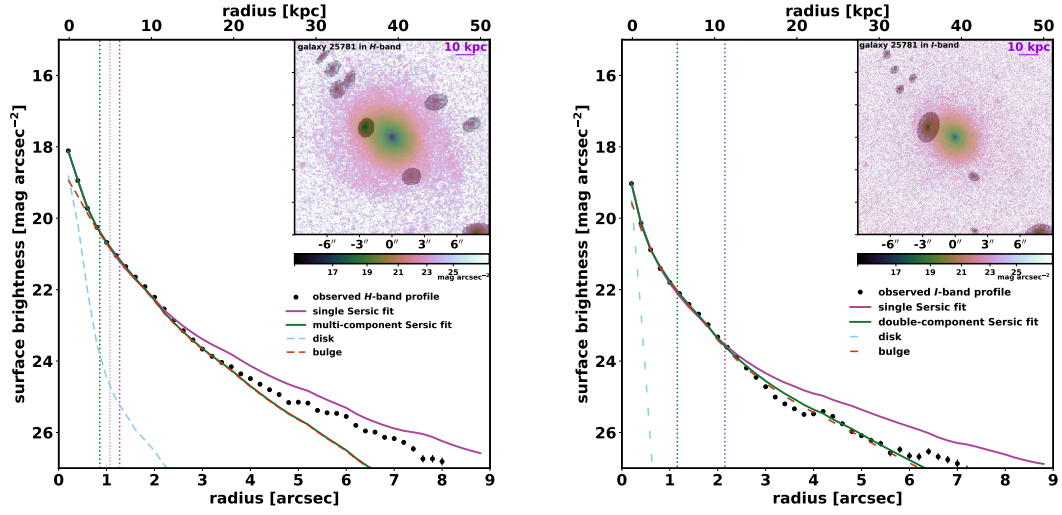 radius [kpc]
0 10 20 30 40 50
surface brightness [mag arcsec−2]
16
18
20
22
24
26
galaxy 25781 in H-band
10 kpc
-6′′ -3′′ 0′′ 3′′ 6′′
17 19 21 23 25
mag arcsec−2
observed H-band profile
single Sersic fit
multi-component Sersic fit
disk
bulge
0 1 2 3 4 5 6 7 8 9
radius [arcsec]
radius [kpc]
0 10 20 30 40 50
surface brightness [mag arcsec−2]
16
18
20
22
24
26
galaxy 25781 in I-band
10 kpc
-6′′ -3′′ 0′′ 3′′ 6′′
17 19 21 23 25
mag arcsec−2
observed I-band profile
single Sersic fit
double-component Sersic fit
disk
bulge
0 1 2 3 4 5 6 7 8 9
radius [arcsec]